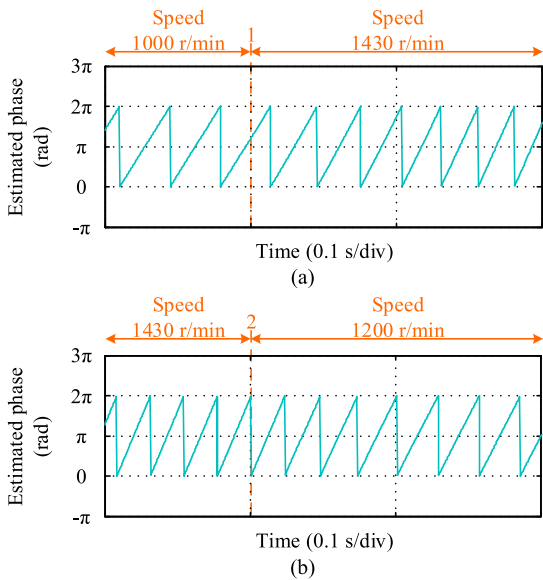 Speed
1
Speed
1000 r/min
1430 r/min
3π
2π
π
0
-π
Estimated phase
(rad)
Time (0.1 s/div)
(a)
Speed
2
Speed
1430 r/min
1200 r/min
3π
2π
π
0
-π
Estimated phase
(rad)
Time (0.1 s/div)
(b)